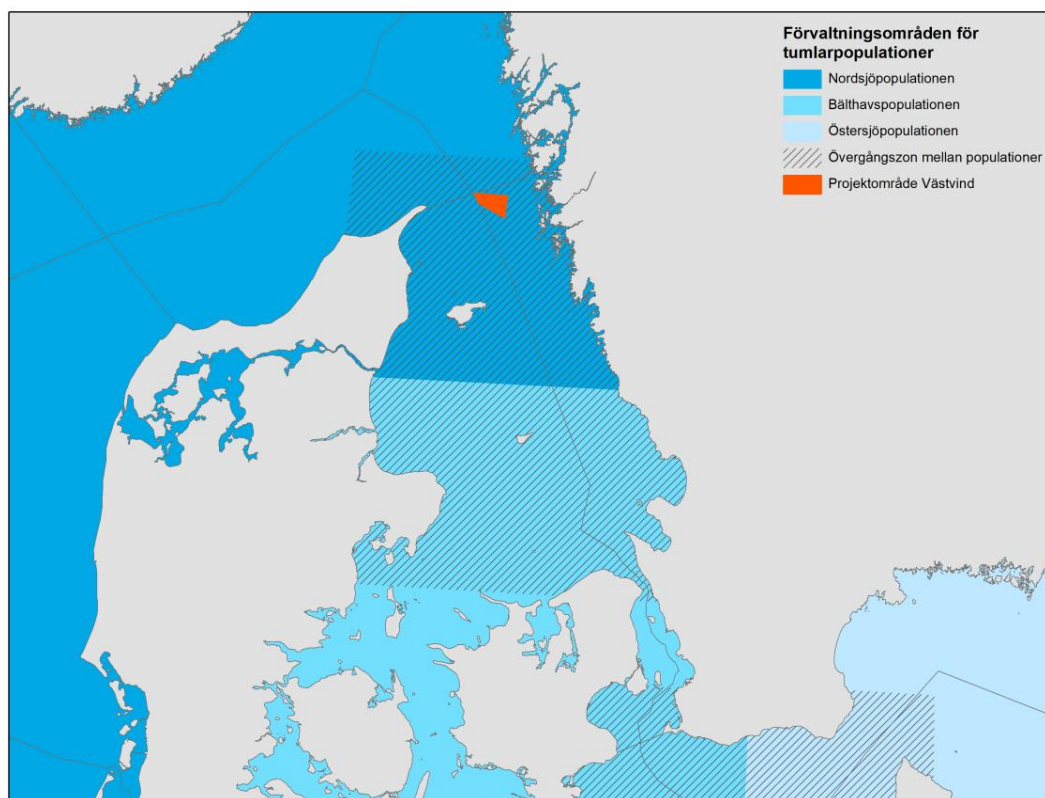 Förvaltningsområden för
tumlarpopulationer
Nordsjöpopulationen
Bälthavspopulationen
Östersjöpopulationen
Övergångszon mellan populationer
Projektområde Västvind